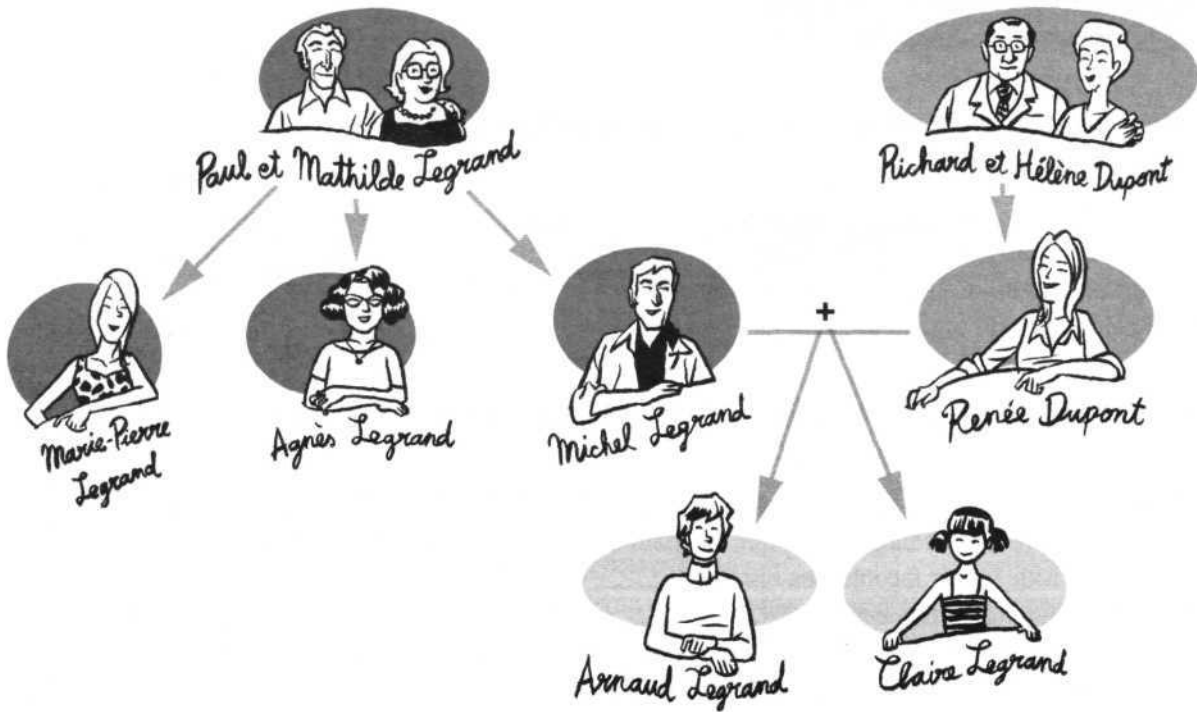 Paul et Mathilde Legrand
Richard et Hélène Dupont
Marie-Pierre
Legrand
Agnès Legrand
Michel Legrand
+
Renée Dupont
Arnaud Legrand
Claire Legrand